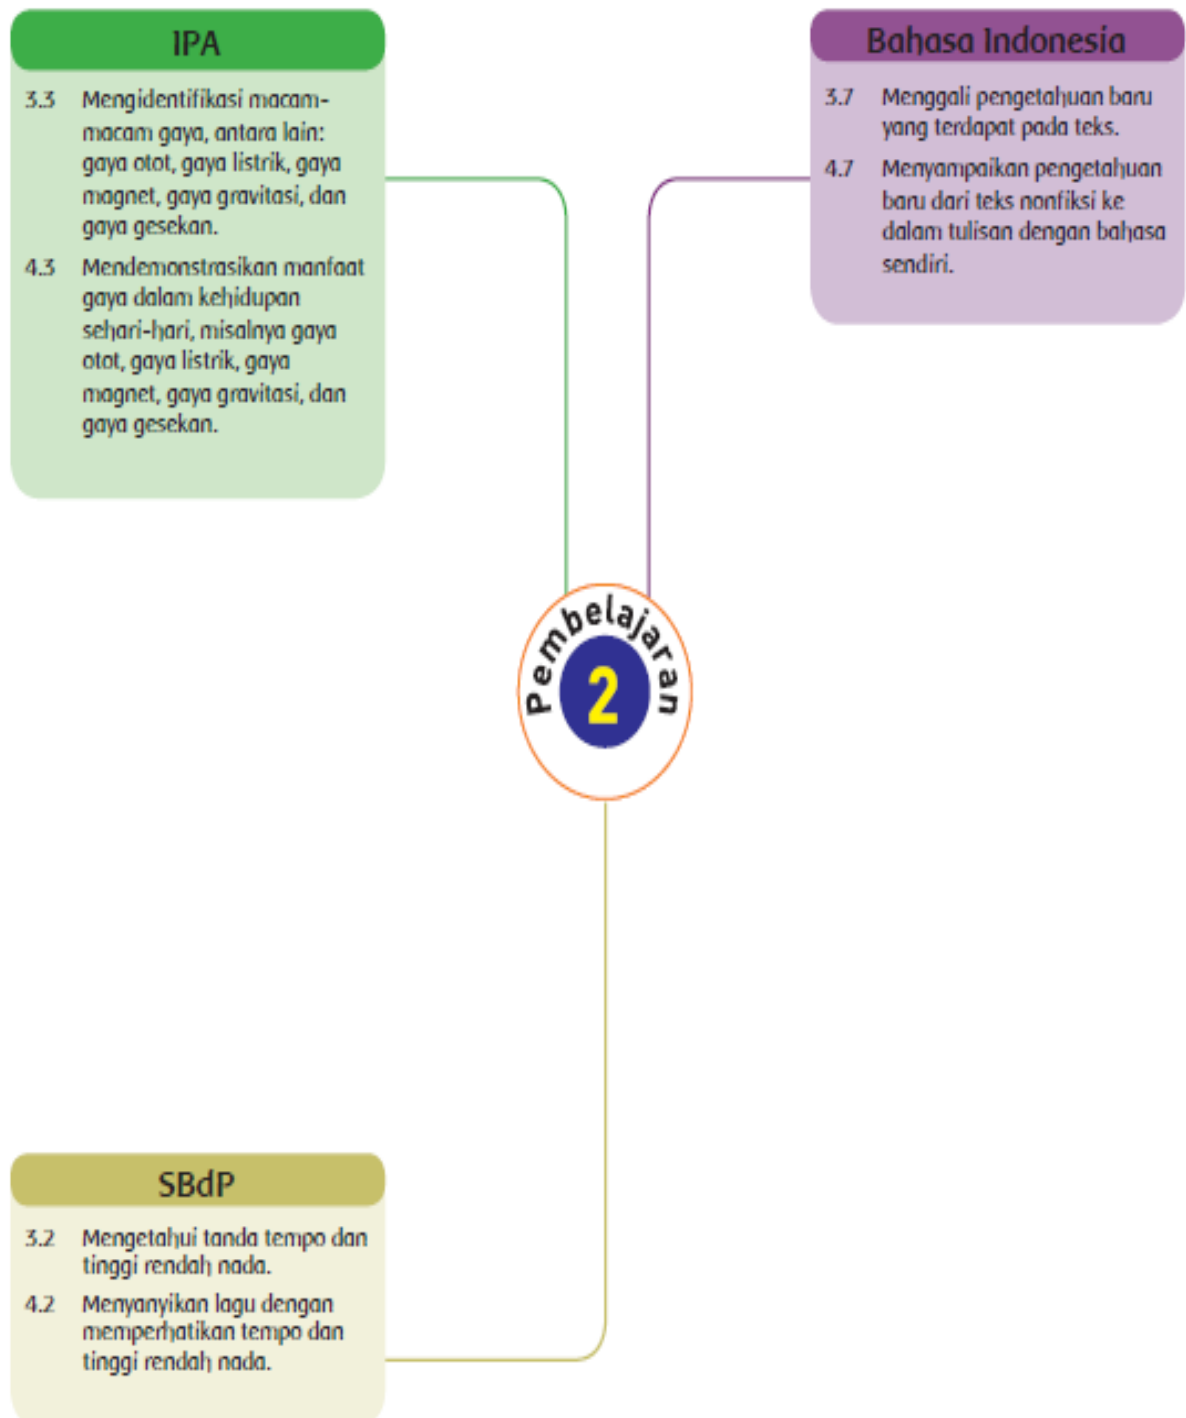 IPA
3.3 Mengidentifikasi macam-
macam gaya, antara lain:
gaya otot, gaya listrik, gaya
magnet, gaya gravitasi, dan
gaya gesekan.
4.3 Mendemonstrasikan manfaat
gaya dalam kehidupan
sehari-hari, misalnya gaya
otot, gaya listrik, gaya
magnet, gaya gravitasi, dan
gaya gesekan.
Bahasa Indonesia
3.7 Menggali pengetahuan baru
yang terdapat pada teks.
4.7 Menyampaikan pengetahuan
baru dari teks nonfiksi ke
dalam tulisan dengan bahasa
sendiri.
Pembelajaran
2
SBdP
3.2 Mengetahui tanda tempo dan
tinggi rendah nada.
4.2 Menyanyikan lagu dengan
memperhatikan tempo dan
tinggi rendah nada.